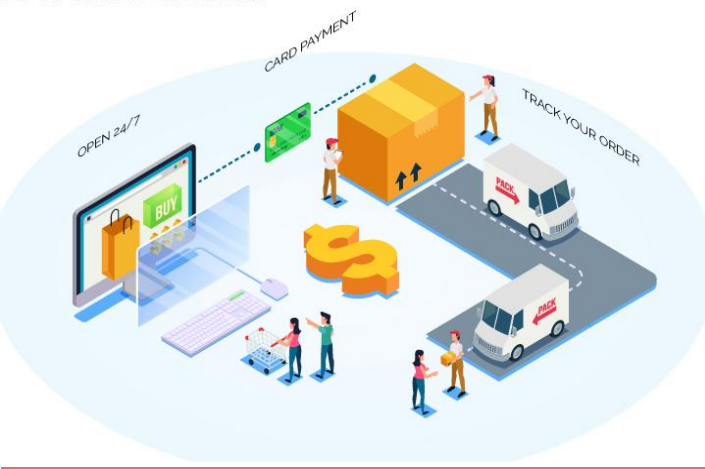 CARD PAYMENT
OPEN 24/7
TRACK YOUR ORDER
BUY
PACK
PACK